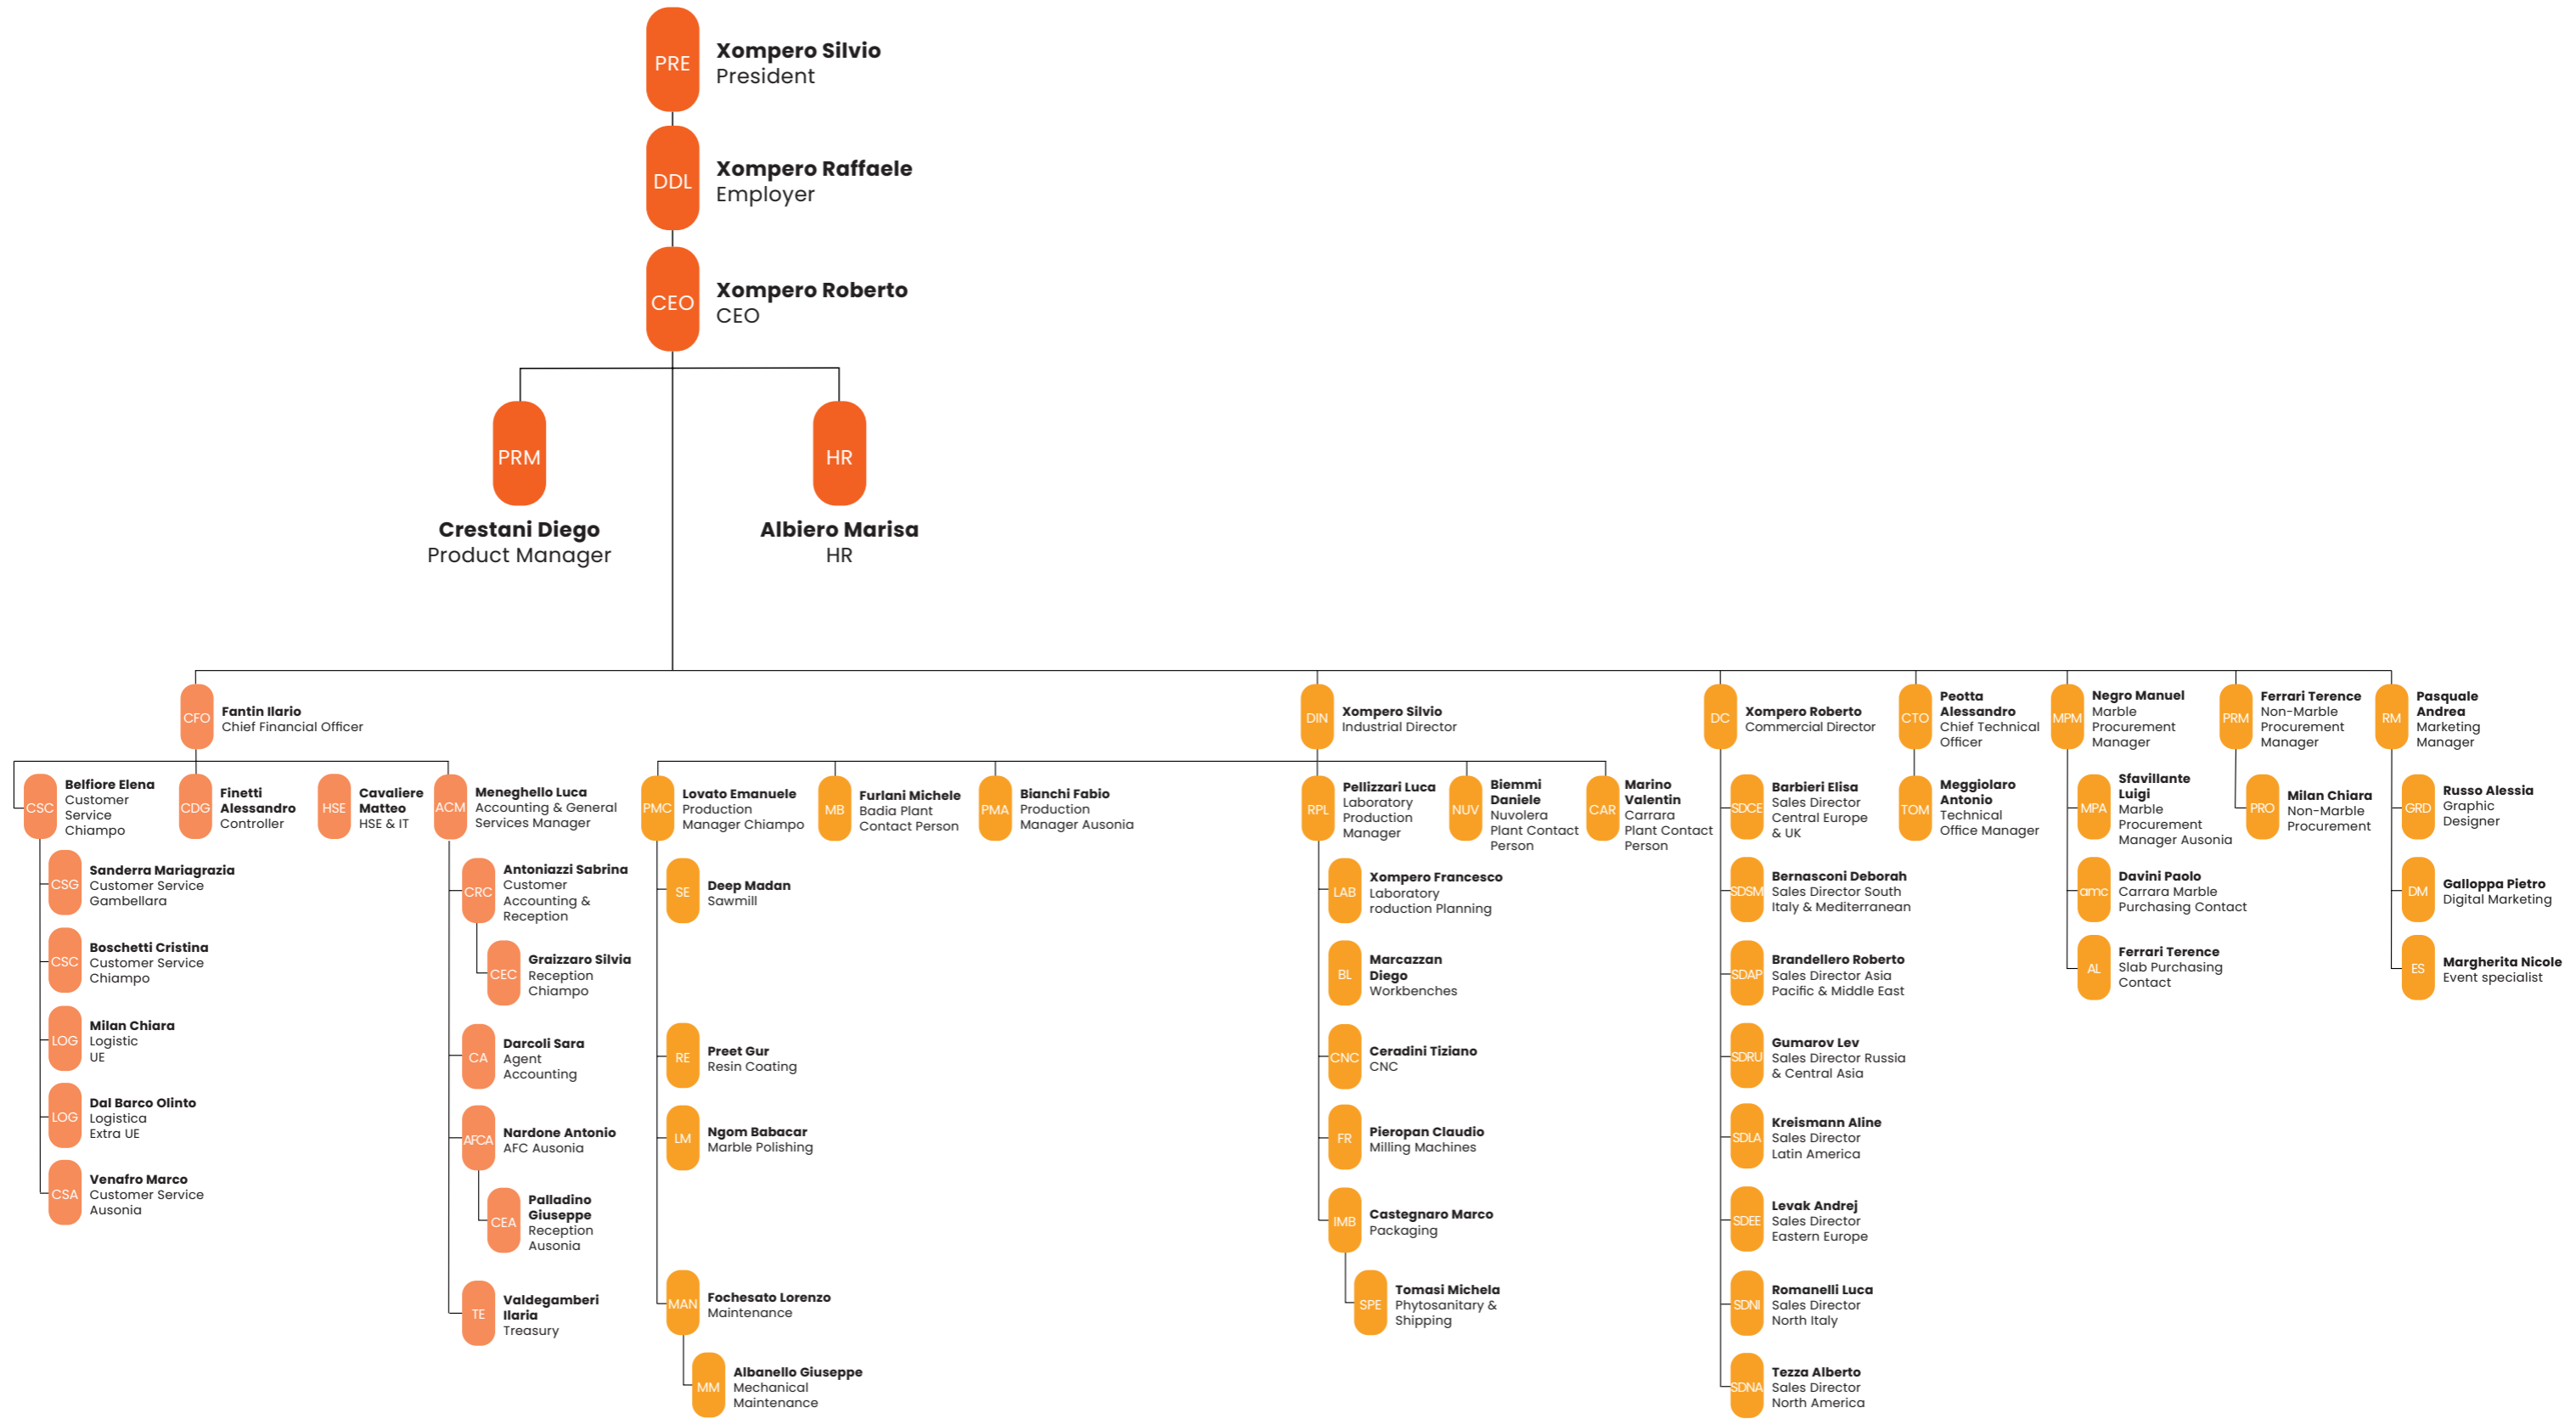 PRE
Xompero Silvio
President
DDL
Xompero Raffaele
Employer
CEO
Xompero Roberto
CEO
PRM
Crestani Diego
Product Manager
HR
Albiero Marisa
HR
CFO
Fantin Ilario
Chief Financial Officer
CSC
Belfiore Elena
Customer
Service
Chiampo
CSG
Sanderra Mariagrazia
Customer Service
Gambellara
CSC
Boschetti Cristina
Customer Service
Chiampo
LOG
Milan Chiara
Logistic
UE
LOG
Dal Barco Olinto
Logistica
Extra UE
CSA
Venafro Marco
Customer Service
Ausonia
CDG
Finetti
Alessandro
Controller
HSE
Cavaliere
Matteo
HSE & IT
ACM
Meneghello Luca
Accounting & General
Services Manager
CRC
Antoniazzi Sabrina
Customer
Accounting &
Reception
CEC
Graizzaro Silvia
Reception
Chiampo
CA
Darcoli Sara
Agent
Accounting
AFCA
Nardone Antonio
AFC Ausonia
CEA
Palladino
Giuseppe
Reception
Ausonia
TE
Valdegamberi
Ilaria
Treasury
DIN
Xompero Silvio
Industrial Director
PMC
Lovato Emanuele
Production
Manager Chiampo
SE
Deep Madan
Sawmill
RE
Preet Gur
Resin Coating
LM
Ngom Babacar
Marble Polishing
MAN
Fochesato Lorenzo
Maintenance
MM
Albanello Giuseppe
Mechanical
Maintenance
MB
Furlani Michele
Badia Plant
Contact Person
PMA
Bianchi Fabio
Production
Manager Ausonia
RPL
Pellizzari Luca
Laboratory
Production
Manager
LAB
Xompero Francesco
Laboratory
roduction Planning
BL
Marcazzan
Diego
Workbenches
CNC
Ceradini Tiziano
CNC
FR
Pieropan Claudio
Milling Machines
IMB
Castegnaro Marco
Packaging
SPE
Tomasi Michela
Phytosanitary &
Shipping
NUV
Biemmi
Daniele
Nuvolera
Plant Contact
Person
CAR
Marino
Valentin
Carrara
Plant Contact
Person
DC
Xompero Roberto
Commercial Director
SDCE
Barbieri Elisa
Sales Director
Central Europe
& UK
SDSM
Bernasconi Deborah
Sales Director South
Italy & Mediterranean
SDAP
Brandellero Roberto
Sales Director Asia
Pacific & Middle East
SDRU
Gumarov Lev
Sales Director Russia
& Central Asia
SDLA
Kreismann Aline
Sales Director
Latin America
SDEE
Levak Andrej
Sales Director
Eastern Europe
SDNI
Romanelli Luca
Sales Director
North Italy
SDNA
Tezza Alberto
Sales Director
North America
CTO
Peotta
Alessandro
Chief Technical
Officer
TOM
Meggiolaro
Antonio
Technical
Office Manager
MPM
Negro Manuel
Marble
Procurement
Manager
MPA
Sfavillante
Luigi
Marble
Procurement
Manager Ausonia
amc
Davini Paolo
Carrara Marble
Purchasing Contact
AL
Ferrari Terence
Slab Purchasing
Contact
PRM
Ferrari Terence
Non-Marble
Procurement
Manager
PRO
Milan Chiara
Non-Marble
Procurement
RM
Pasquale
Andrea
Marketing
Manager
GRD
Russo Alessia
Graphic
Designer
DM
Galloppa Pietro
Digital Marketing
ES
Margherita Nicole
Event specialist